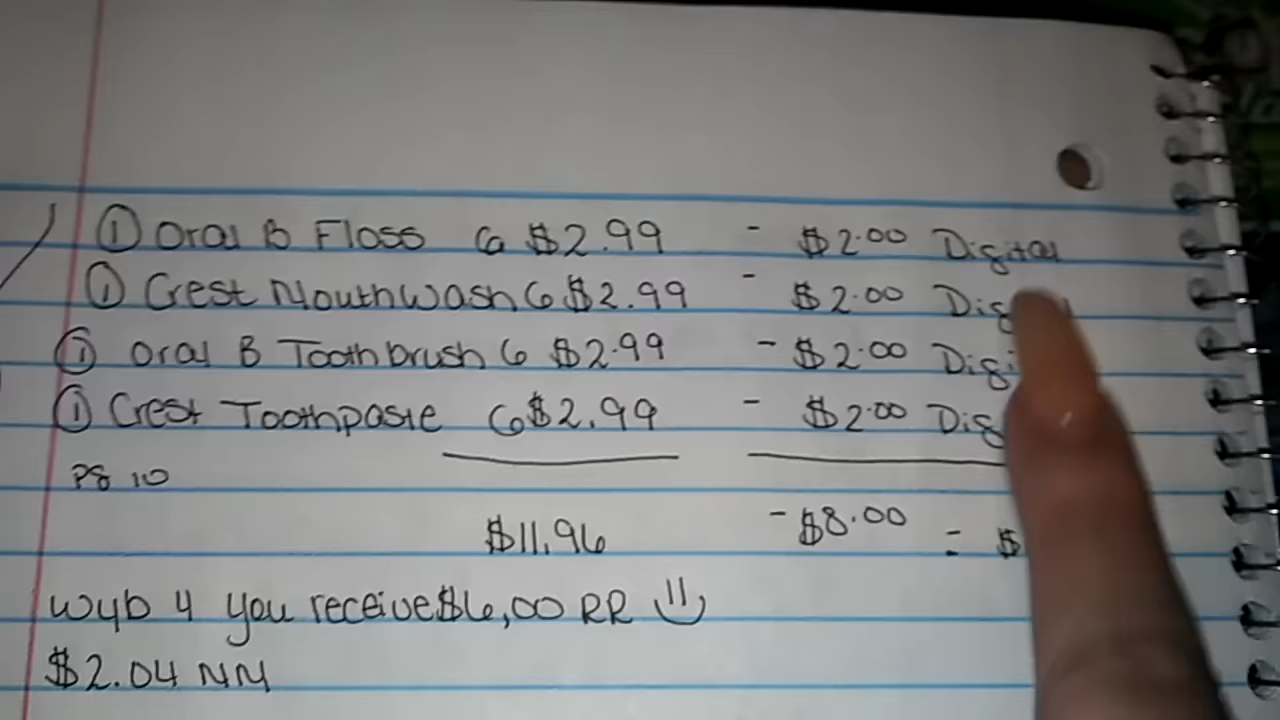 ① Oral B Floss @ $2.99 - $2.00 Digital
① Crest Mouthwash @ $2.99 - $2.00
① Oral B Toothbrush @ $2.99 - $2.00
① Crest Toothpaste @ $2.99 - $2.00
Pg 10
$11.96 - $8.00 = $
Wyb 4 you receive $6.00 RR
$2.04 MM